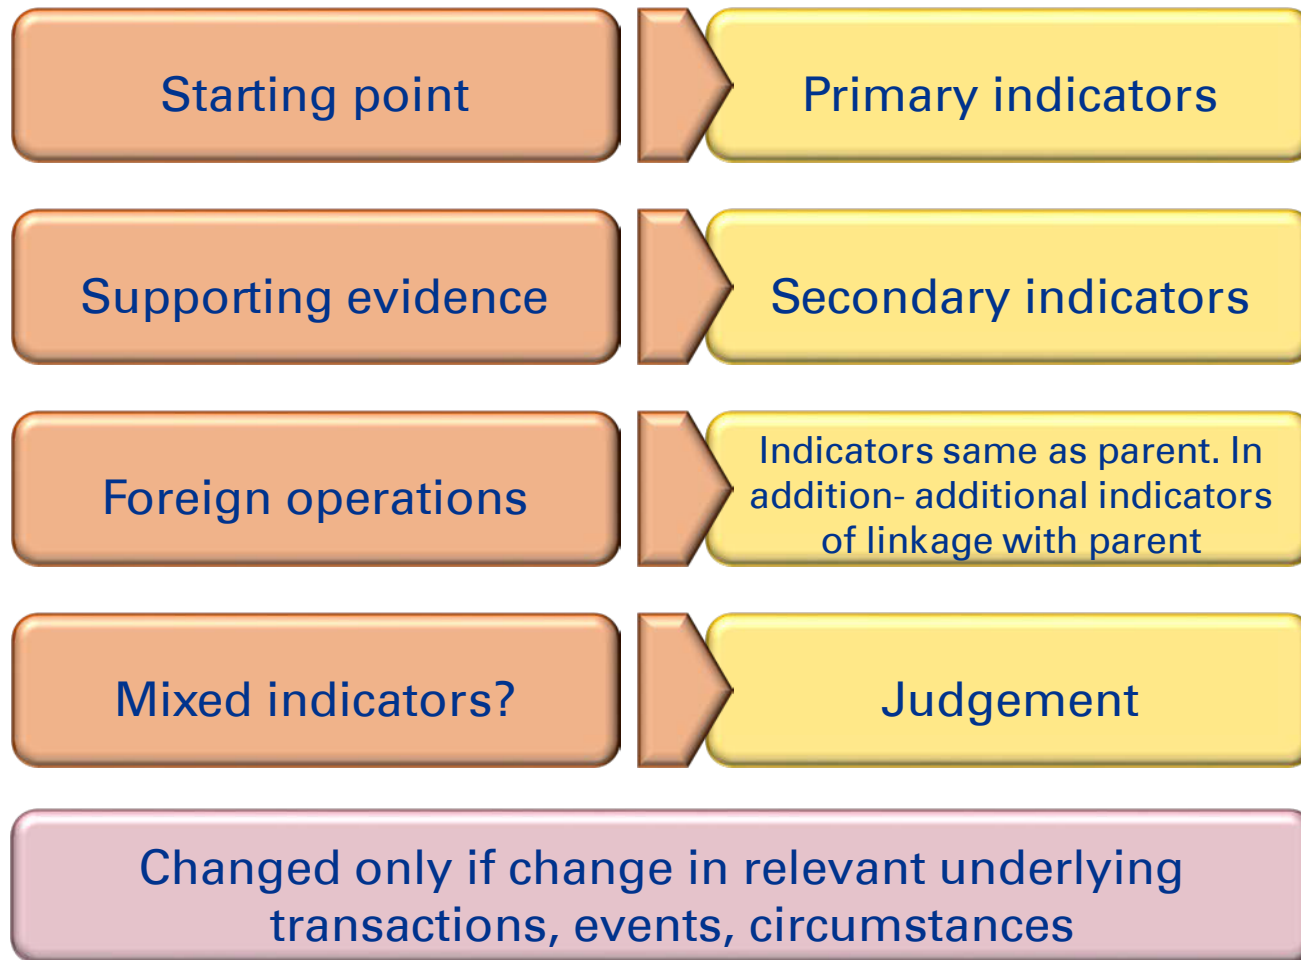 Starting point
Primary indicators
Supporting evidence
Secondary indicators
Foreign operations
Indicators same as parent. In
addition- additional indicators
of linkage with parent
Mixed indicators?
Judgement
Changed only if change in relevant underlying
transactions, events, circumstances